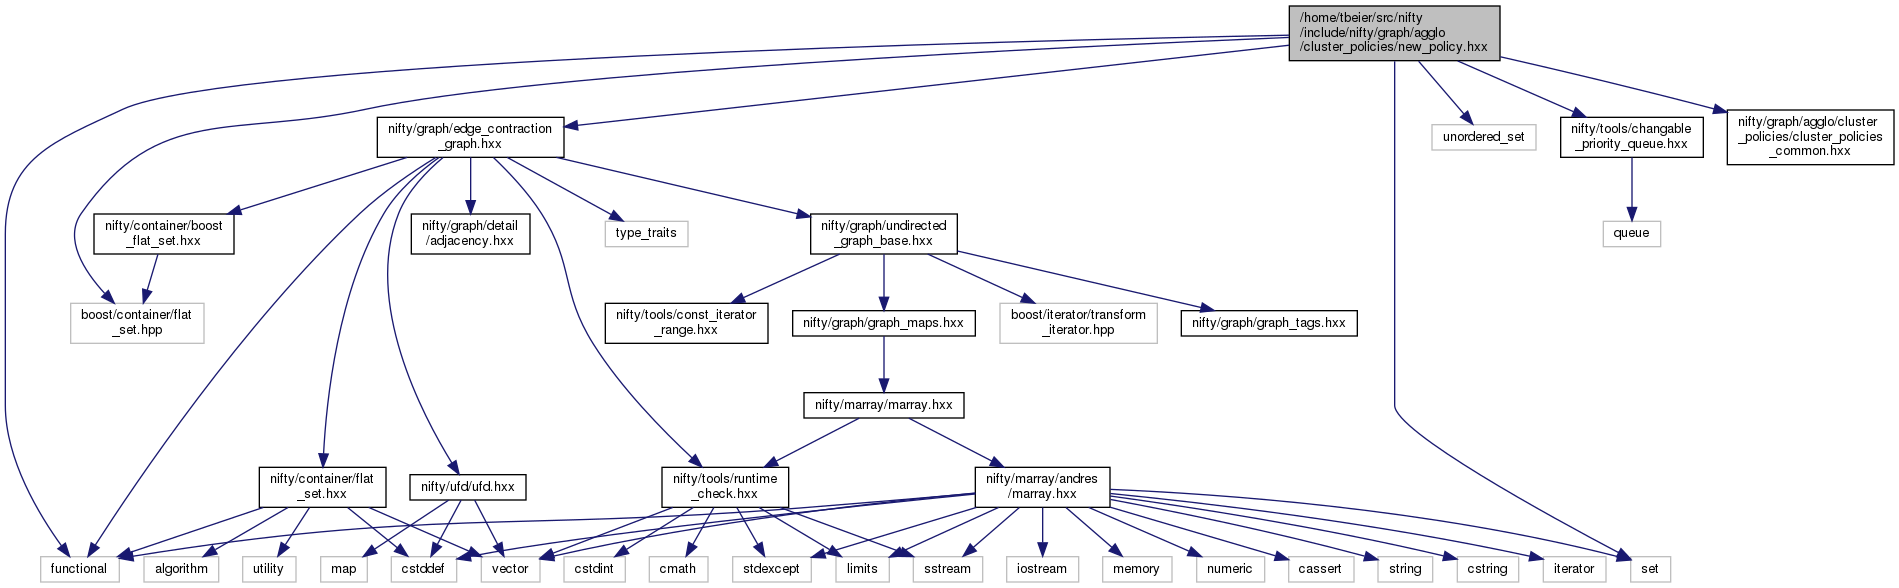 /home/tbeier/src/nifty
/include/nifty/graph/agglo
/cluster_policies/new_policy.hxx
nifty/graph/edge_contraction
_graph.hxx
unordered_set
nifty/tools/changable
_priority_queue.hxx
nifty/graph/agglo/cluster
_policies/cluster_policies
_common.hxx
nifty/container/boost
_flat_set.hxx
nifty/graph/detail
/adjacency.hxx
type_traits
nifty/graph/undirected
_graph_base.hxx
queue
boost/container/flat
_set.hpp
nifty/tools/const_iterator
_range.hxx
nifty/graph/graph_maps.hxx
boost/iterator/transform
_iterator.hpp
nifty/graph/graph_tags.hxx
nifty/marray/marray.hxx
nifty/container/flat
_set.hxx
nifty/ufd/ufd.hxx
nifty/tools/runtime
_check.hxx
nifty/marray/andres
/marray.hxx
functional
algorithm
utility
map
cstddef
vector
cstdint
cmath
stdexcept
limits
sstream
iostream
memory
numeric
cassert
string
cstring
iterator
set